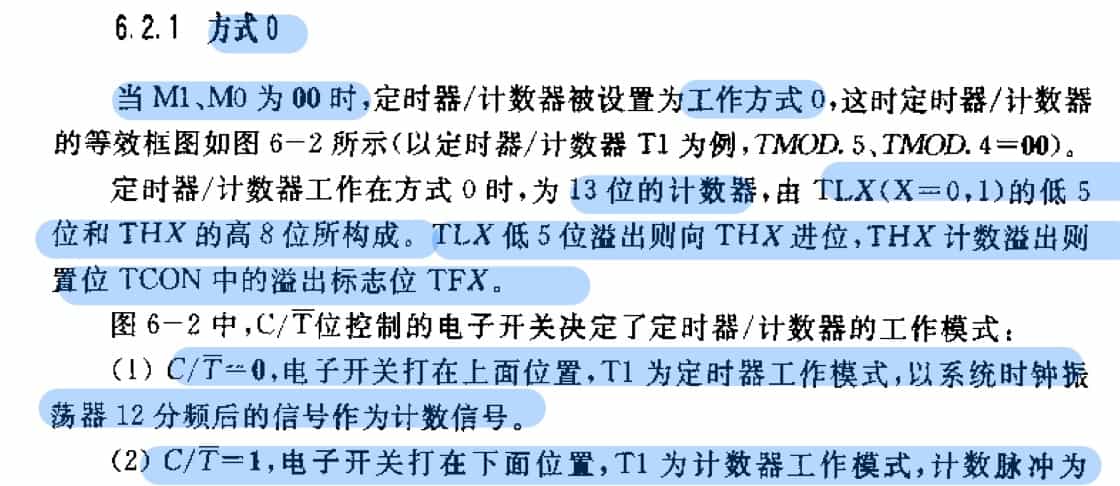 6.2.1 方式0
当 M1、M0 为 00 时,定时器/计数器被设置为工作方式 0,这时定时器/计数器
的等效框图如图 6-2 所示(以定时器/计数器 T1 为例,TMOD.5、TMOD.4=00)。
定时器/计数器工作在方式 0 时,为 13 位的计数器,由 TLX(X=0,1)的低 5
位和 THX 的高 8 位所构成。TLX 低 5 位溢出则向 THX 进位,THX 计数溢出则
置位 TCON 中的溢出标志位 TFX。
图 6-2 中,C/T̅位控制的电子开关决定了定时器/计数器的工作模式:
(1) C/T̅=0,电子开关打在上面位置,T1 为定时器工作模式,以系统时钟振
荡器 12 分频后的信号作为计数信号。
(2) C/T̅=1,电子开关打在下面位置,T1 为计数器工作模式,计数脉冲为